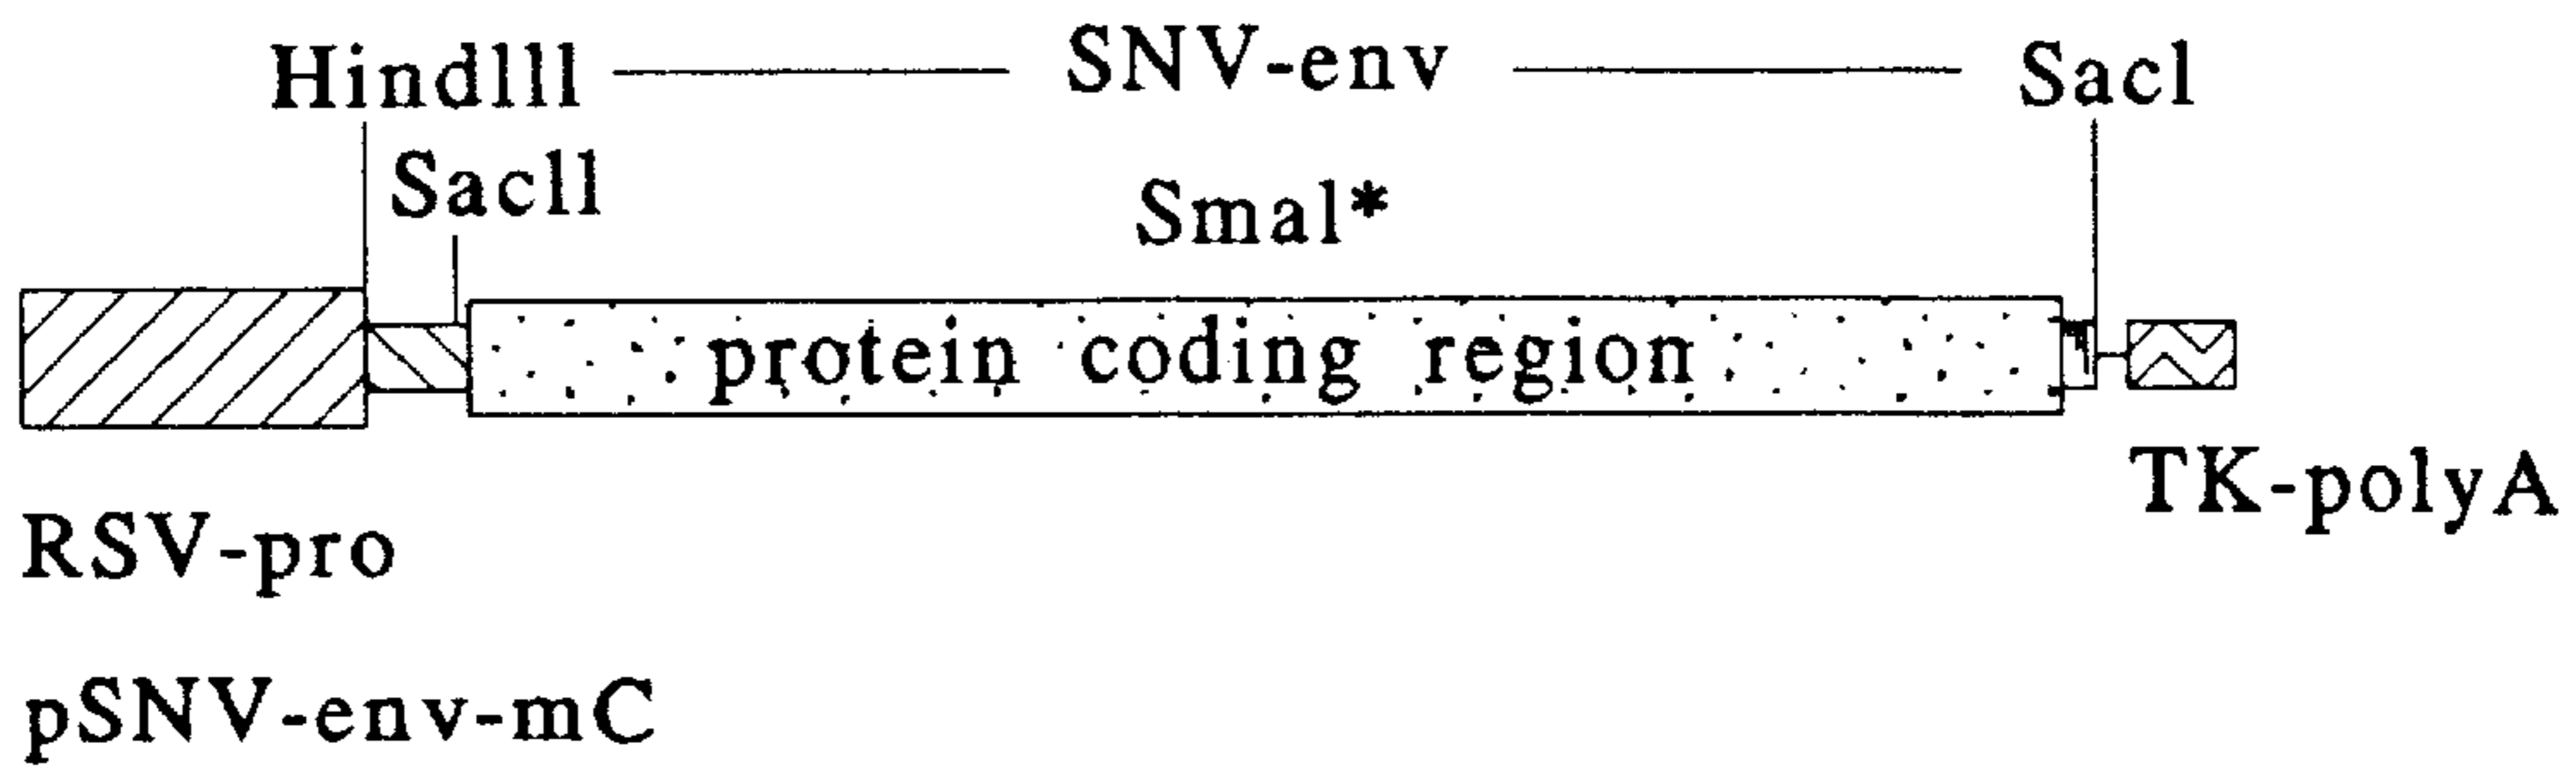 HindIII SNV-env SacI
SacII
SmaI*
protein coding region
TK-polyA
RSV-pro
pSNV-env-mC